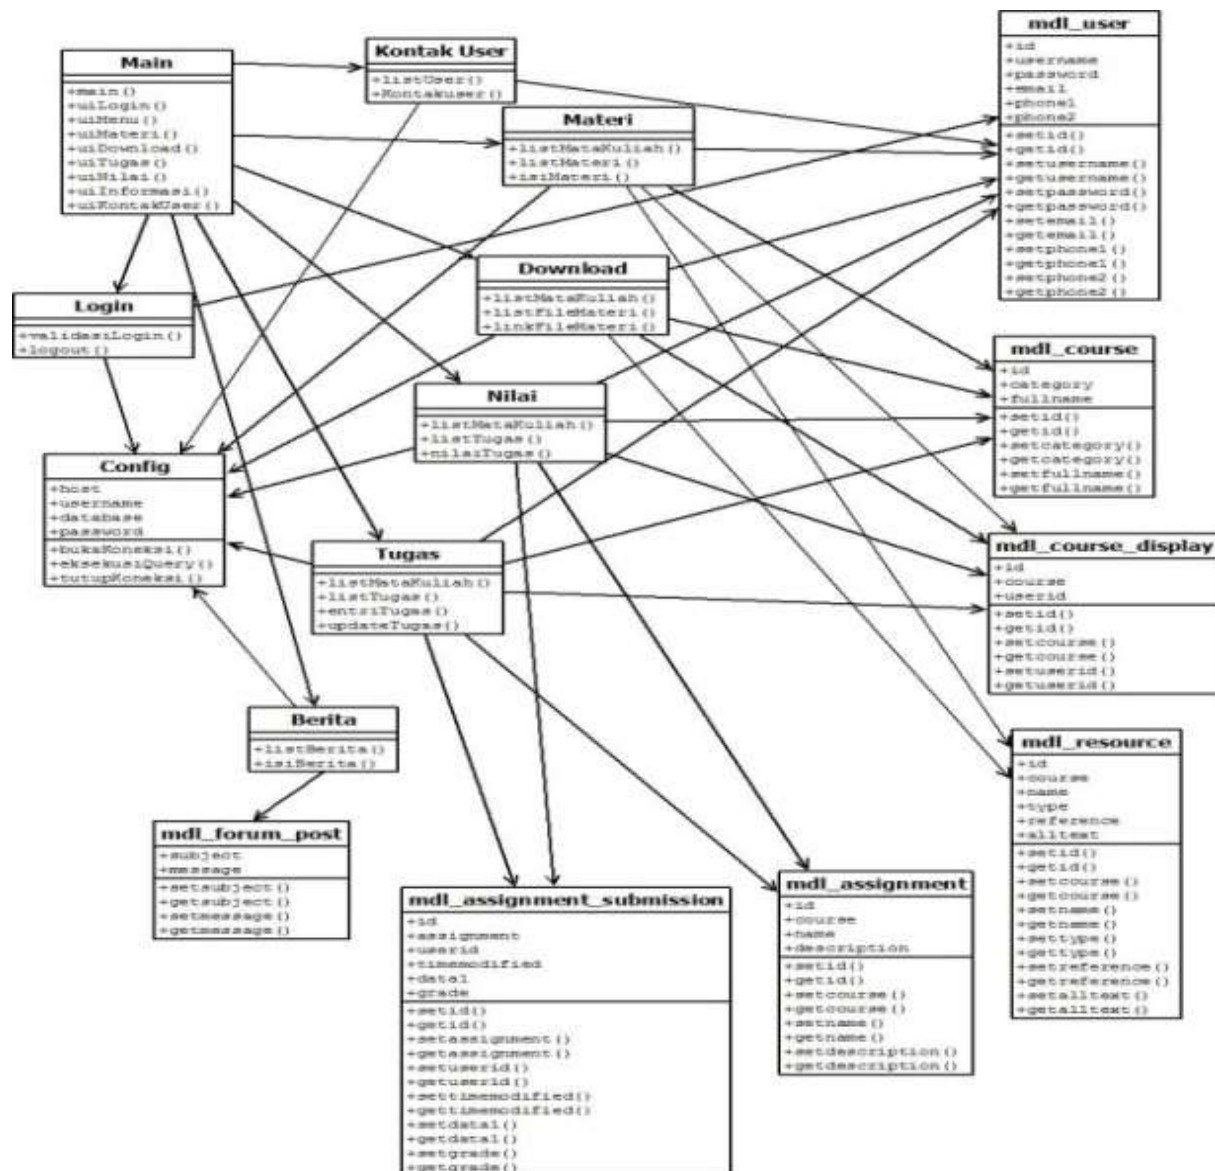 Main
+main()
+uiLogin()
+uiMenu()
+uiMateri()
+uiDownload()
+uiTugas()
+uiNilai()
+uiInformasi()
+uiKontakUser()
Kontak User
+listUser()
+Kontakuser()
Materi
+listMataKuliah()
+listMateri()
+isiMateri()
mdl_user
+id
+username
+password
+email
+phone1
+phone2
+setid()
+getid()
+setusername()
+getusername()
+setpassword()
+getpassword()
+setemail()
+getemail()
+setphone1()
+getphone1()
+setphone2()
+getphone2()
Login
+validasiLogin()
+logout()
Download
+listMataKuliah()
+listFileMateri()
+linkFileMateri()
mdl_course
+id
+category
+fullname
+setid()
+getid()
+setcategory()
+getcategory()
+setfullname()
+getfullname()
Nilai
+listMataKuliah()
+listTugas()
+nilaiTugas()
Config
+host
+username
+database
+password
+bukaKoneksi()
+eksekusiQuery()
+tutupKoneksi()
Tugas
+listMataKuliah()
+listTugas()
+entriTugas()
+updateTugas()
mdl_course_display
+id
+course
+userid
+setid()
+getid()
+setcourse()
+getcourse()
+setuserid()
+getuserid()
Berita
+listBerita()
+isiBerita()
mdl_resource
+id
+course
+name
+type
+reference
+alltext
+setid()
+getid()
+setcourse()
+getcourse()
+setname()
+getname()
+settype()
+gettype()
+setreference()
+getreference()
+setalltext()
+getalltext()
mdl_forum_post
+subject
+message
+setsubject()
+getsubject()
+setmessage()
+getmessage()
mdl_assignment_submission
+id
+assignment
+userid
+timemodified
+data1
+grade
+setid()
+getid()
+setassignment()
+getassignment()
+setuserid()
+getuserid()
+settimemodified()
+gettimemodified()
+setdata1()
+getdata1()
+setgrade()
+getgrade()
mdl_assignment
+id
+course
+name
+description
+setid()
+getid()
+setcourse()
+getcourse()
+setname()
+getname()
+setdescription()
+getdescription()